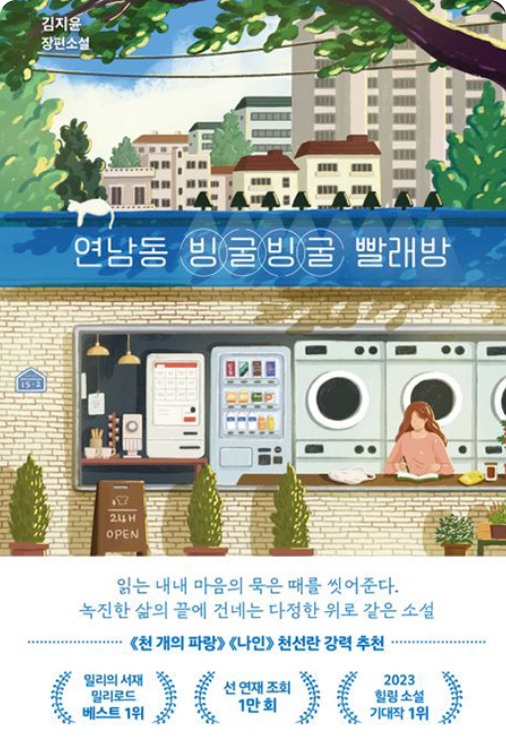 김지윤
장편소설
연남동 빙굴빙굴 빨래방
15-2
24H
OPEN
읽는 내내 마음의 묵은 때를 씻어준다.
녹진한 삶의 끝에 건네는 다정한 위로 같은 소설
《천 개의 파랑》《나인》 천선란 강력 추천
밀리의 서재
밀리로드
베스트 1위
선 연재 조회
1만 회
2023
힐링 소설
기대작 1위